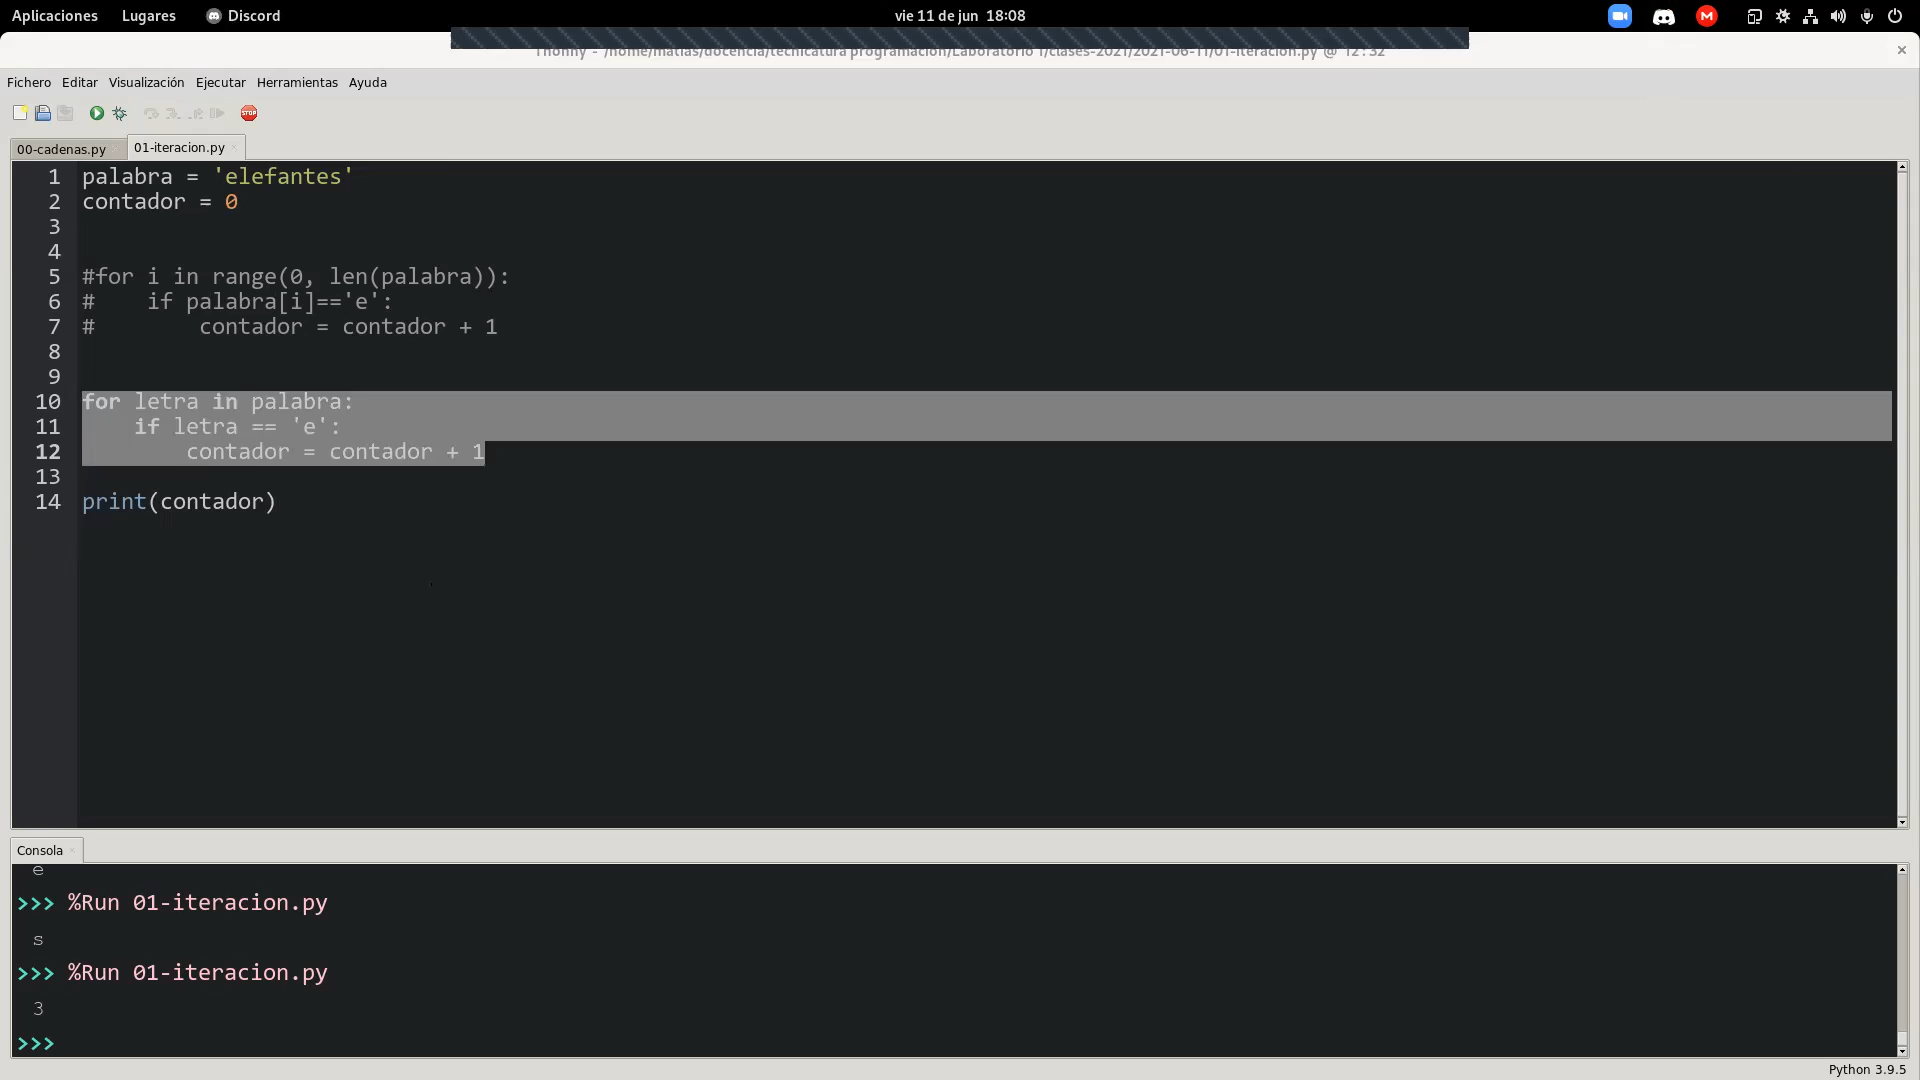 Aplicaciones Lugares Discord vie 11 de jun 18:08 M
Thonny - /home/matias/docencia/tecnicatura programacion/Laboratorio 1/clases-2021/2021-06-11/01-iteracion.py @ 12:32
Fichero Editar Visualización Ejecutar Herramientas Ayuda
STOP
00-cadenas.py 01-iteracion.py
1 palabra = 'elefantes'
2 contador = 0
3
4
5 #for i in range(0, len(palabra)):
6 #    if palabra[i]=='e':
7 #        contador = contador + 1
8
9
10 for letra in palabra:
11     if letra == 'e':
12         contador = contador + 1
13
14 print(contador)
Consola
e
>>> %Run 01-iteracion.py
s
>>> %Run 01-iteracion.py
3
>>>
Python 3.9.5